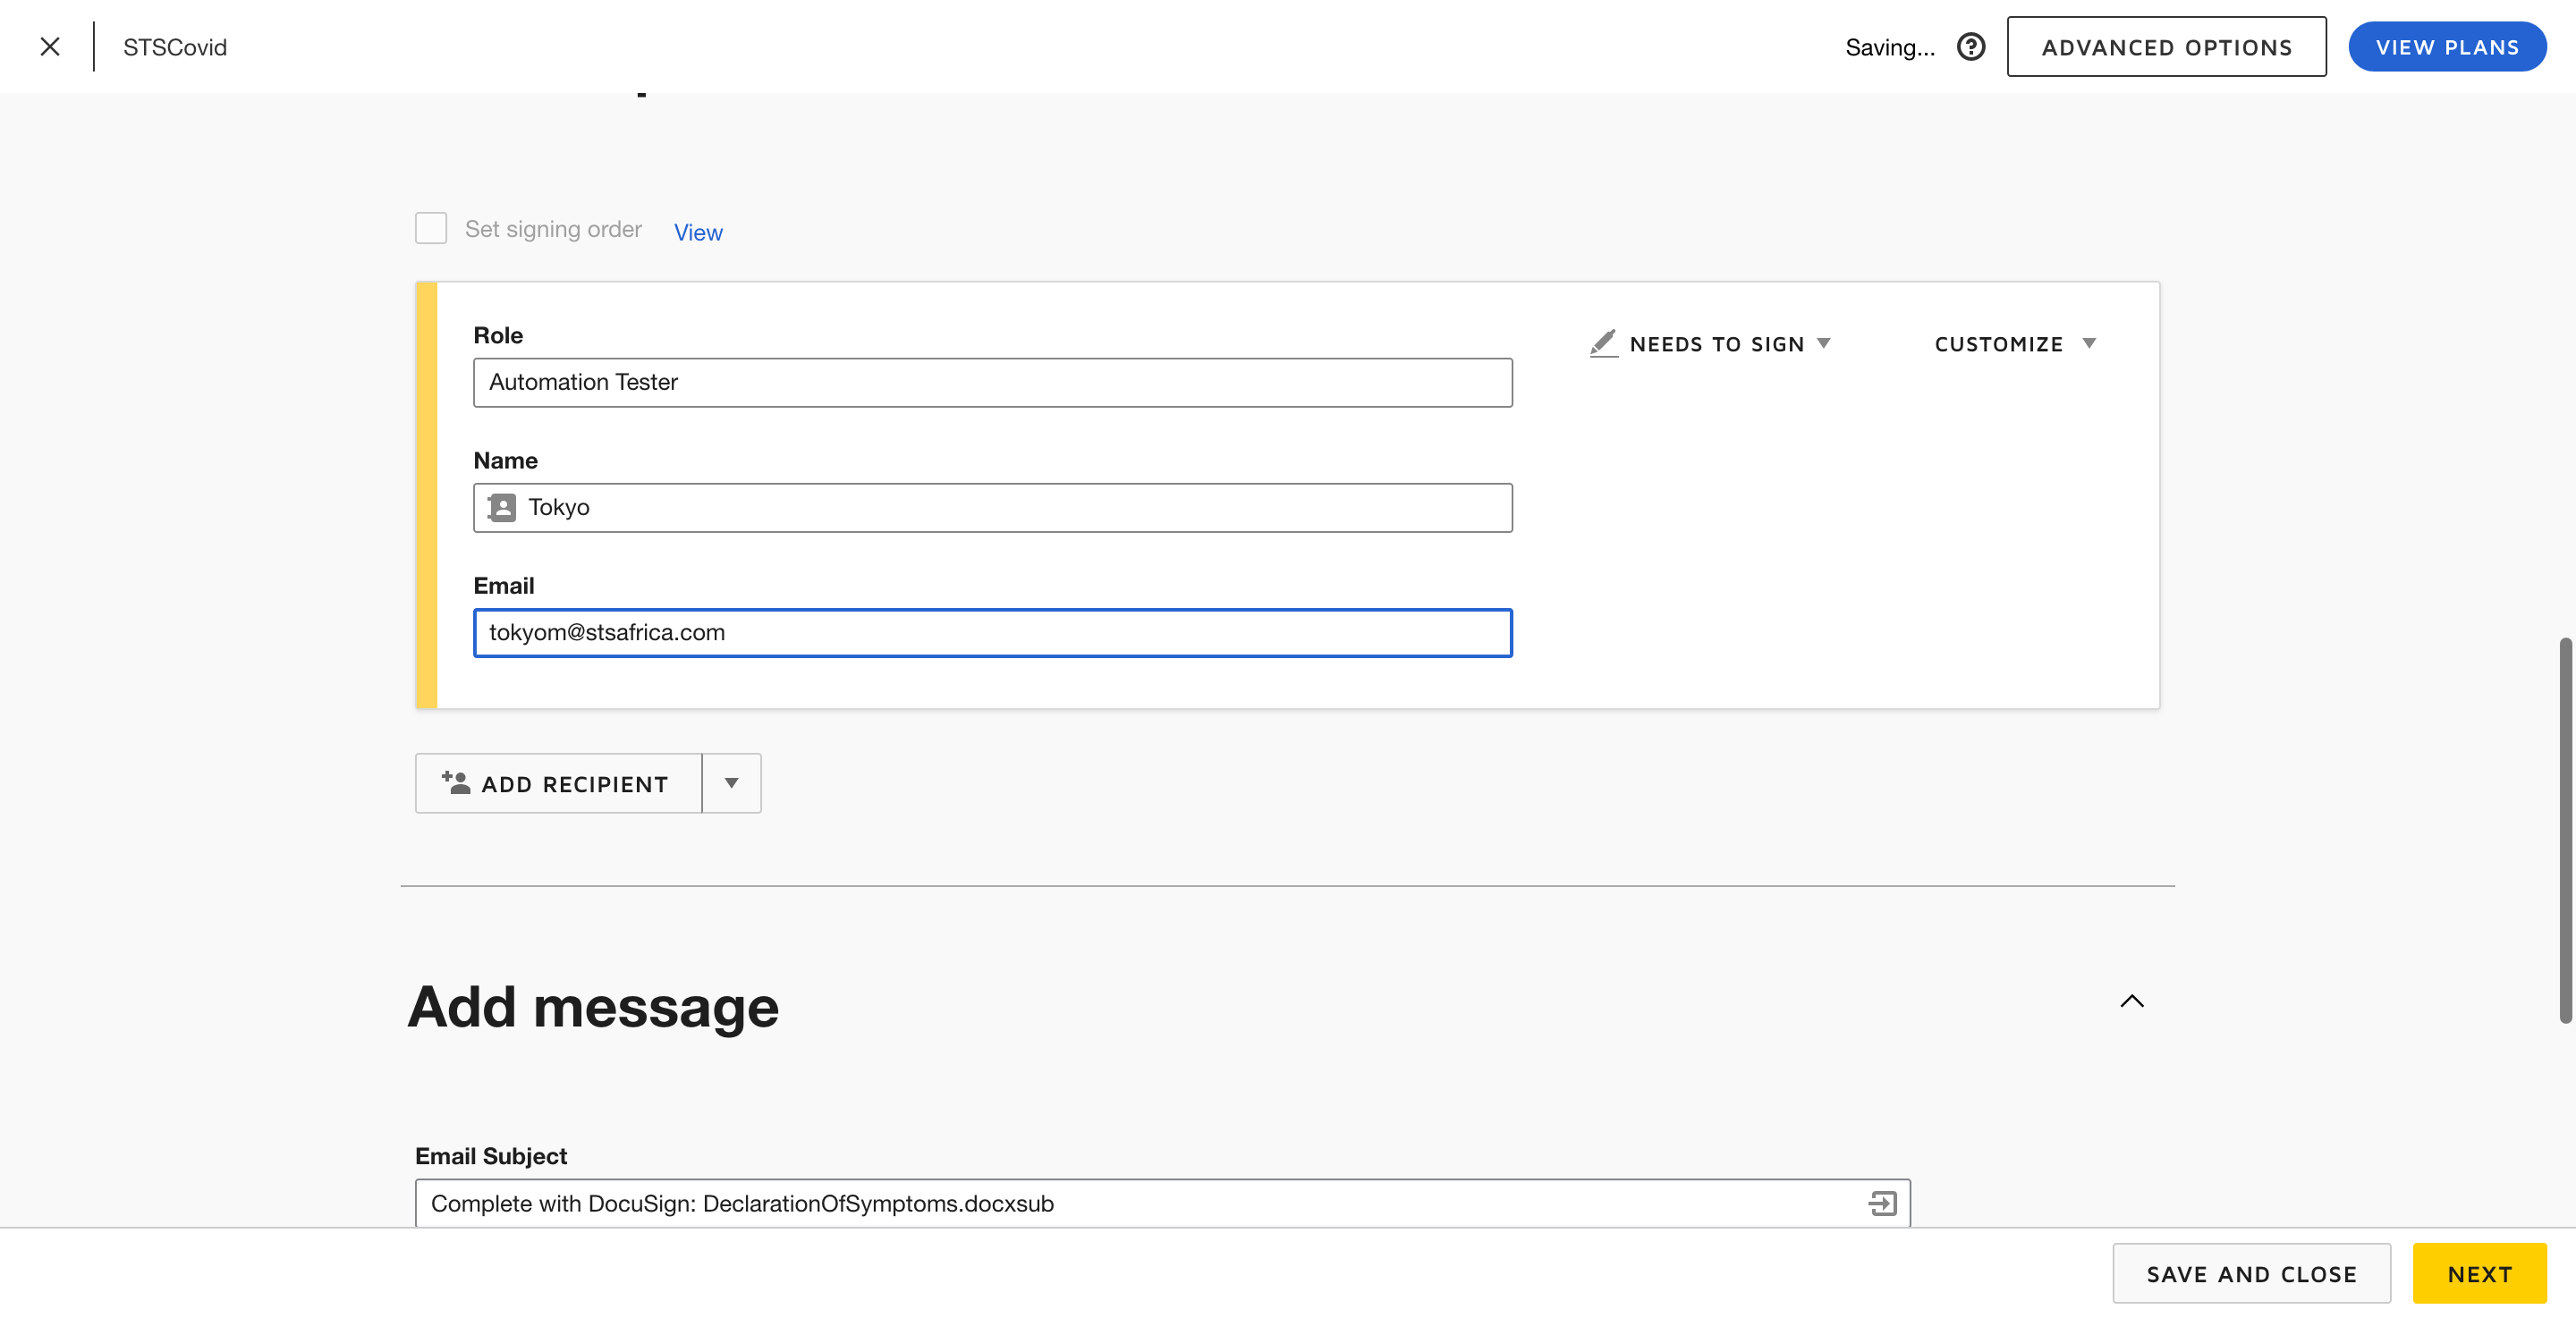 STSCovid
Saving...
ADVANCED OPTIONS
VIEW PLANS
Set signing order
View
Role
NEEDS TO SIGN
CUSTOMIZE
Automation Tester
Name
Tokyo
Email
tokyom@stsafrica.com
ADD RECIPIENT
Add message
Email Subject
Complete with DocuSign: DeclarationOfSymptoms.docxsub
SAVE AND CLOSE
NEXT